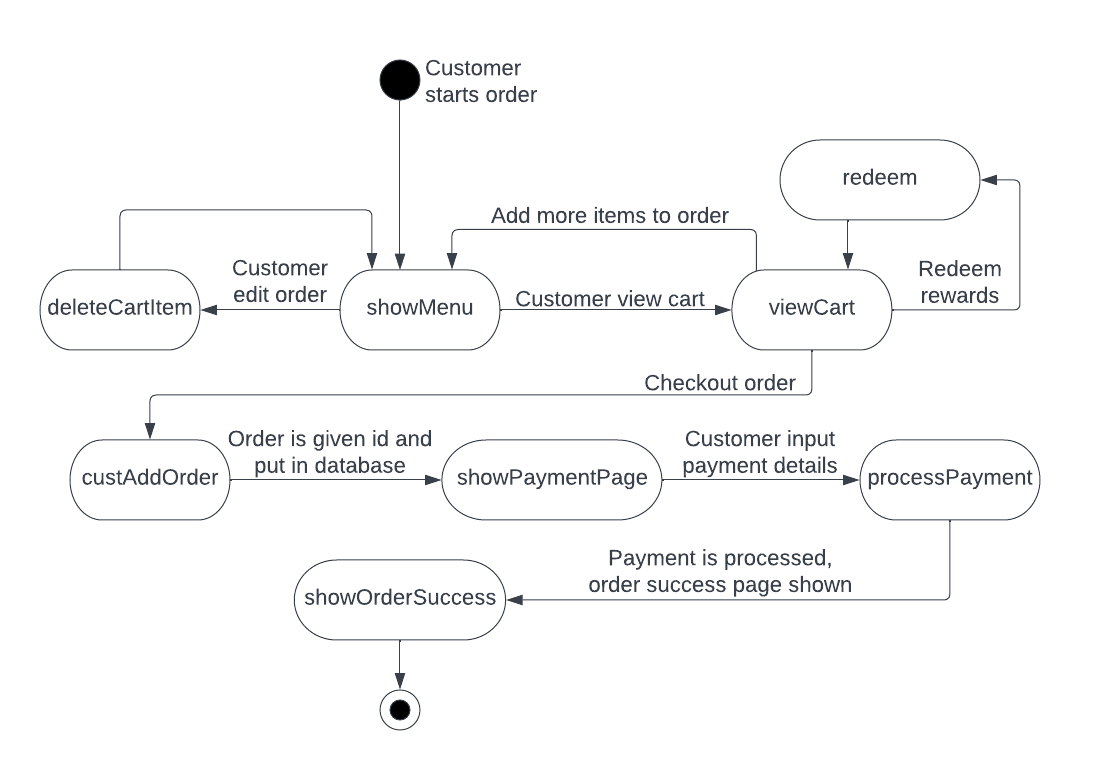 Customer
starts order
redeem
Add more items to order
Customer
edit order
Redeem
rewards
deleteCartItem
showMenu
Customer view cart
viewCart
Checkout order
Order is given id and
put in database
Customer input
payment details
custAddOrder
showPaymentPage
processPayment
Payment is processed,
order success page shown
showOrderSuccess